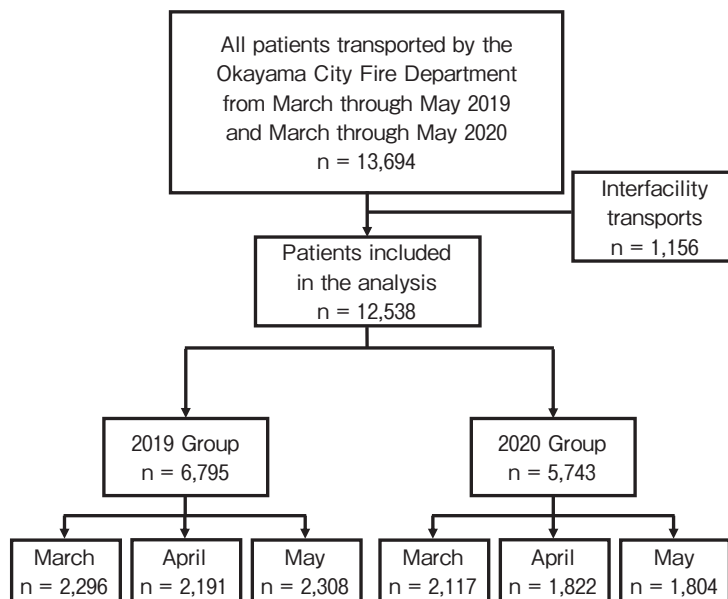 All patients transported by the
Okayama City Fire Department
from March through May 2019
and March through May 2020
n = 13,694
Interfacility
transports
n = 1,156
Patients included
in the analysis
n = 12,538
2019 Group
n = 6,795
2020 Group
n = 5,743
March
n = 2,296
April
n = 2,191
May
n = 2,308
March
n = 2,117
April
n = 1,822
May
n = 1,804